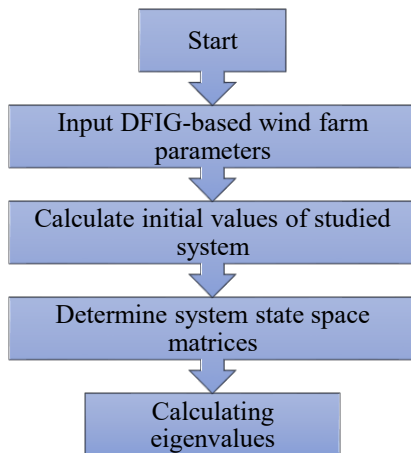 Start
Input DFIG-based wind farm
parameters
Calculate initial values of studied
system
Determine system state space
matrices
Calculating
eigenvalues